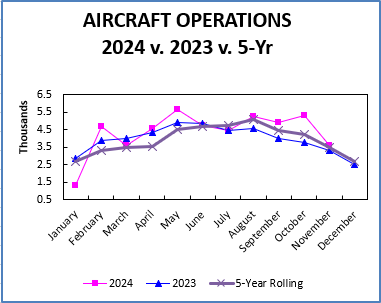 AIRCRAFT OPERATIONS
2024 v. 2023 v. 5-Yr
Thousands
6.5
5.5
4.5
3.5
2.5
1.5
0.5
January
February
March
April
May
June
July
August
September
October
November
December
2024 2023 5-Year Rolling